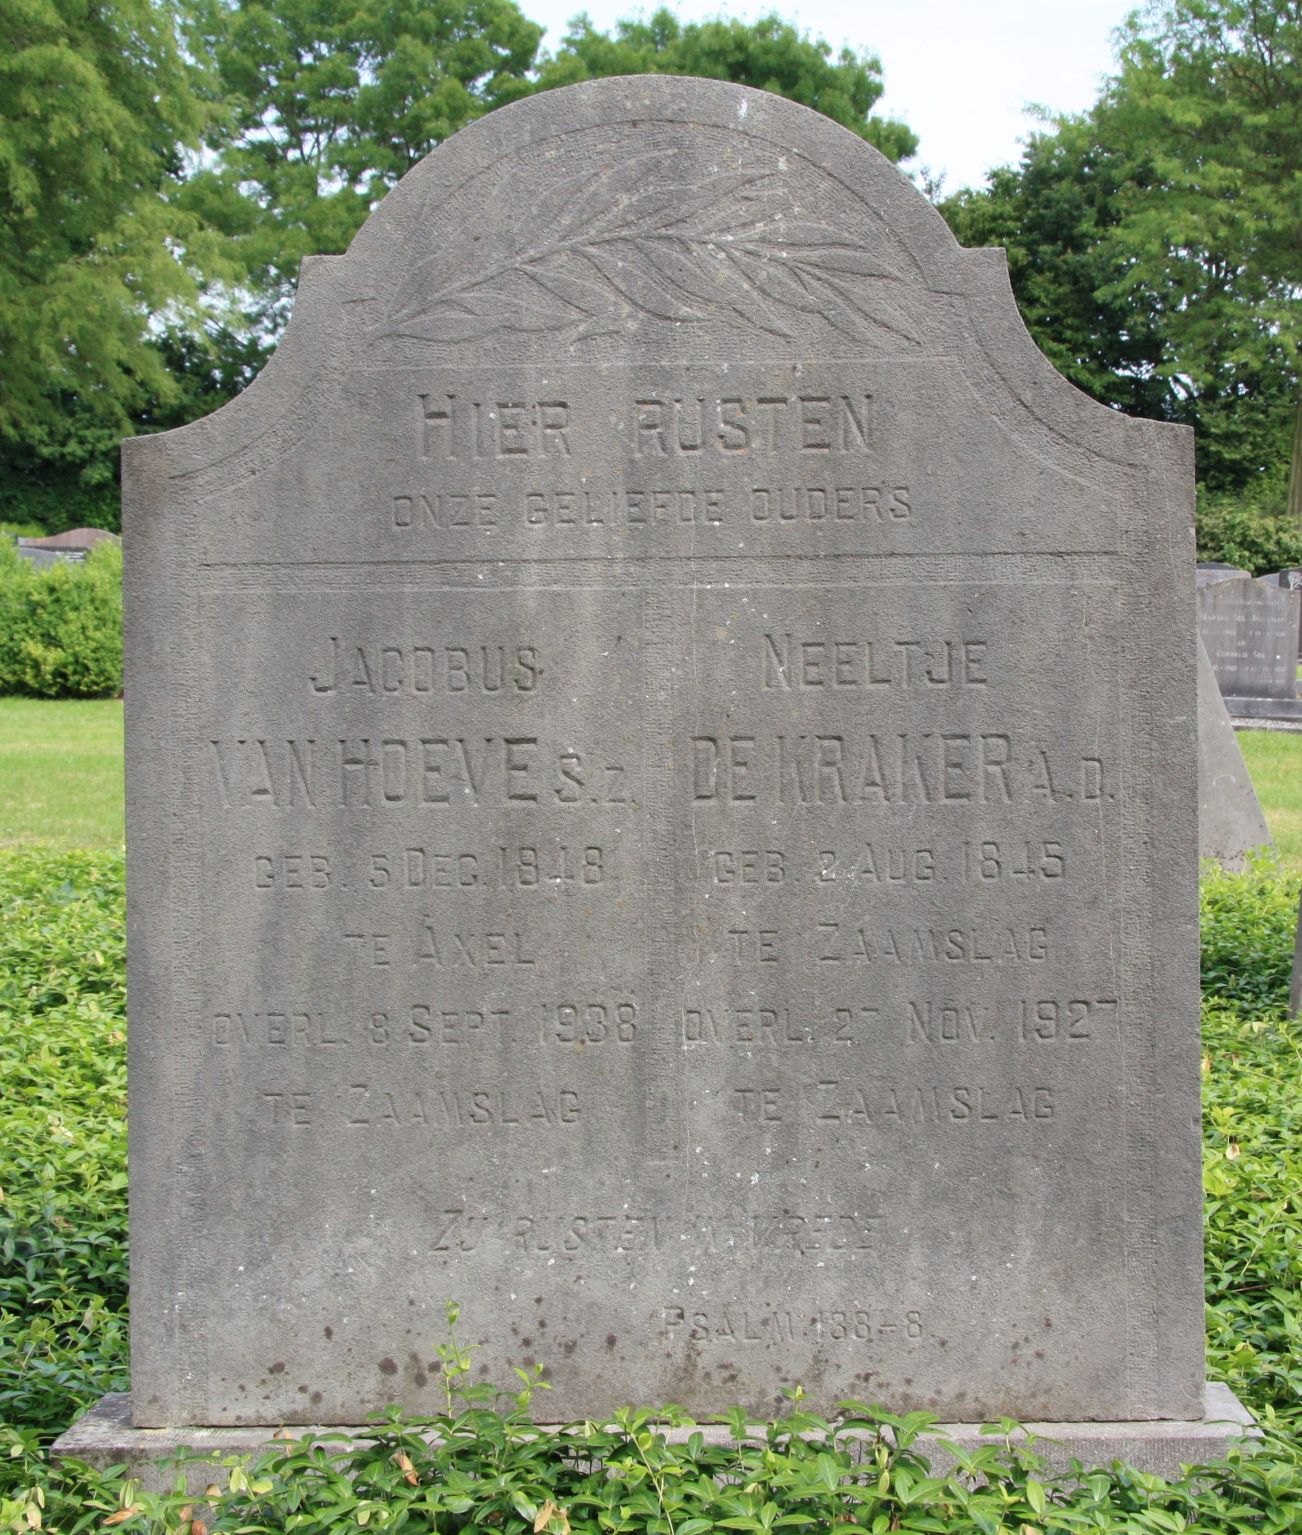 HIER RUSTEN
ONZE GELIEFDE OUDERS
JACOBUS
VAN HOEVE S.Z.
GEB. 5 DEC. 1848
TE AXEL
OVERL. 8 SEPT. 1938
TE ZAAMSLAG
NEELTJE
DE KRAKER A.D.
GEB. 2 AUG. 1845
TE ZAAMSLAG
OVERL. 27 NOV. 1927
TE ZAAMSLAG
ZIJ RUSTEN IN VREDE
PSALM 138-8